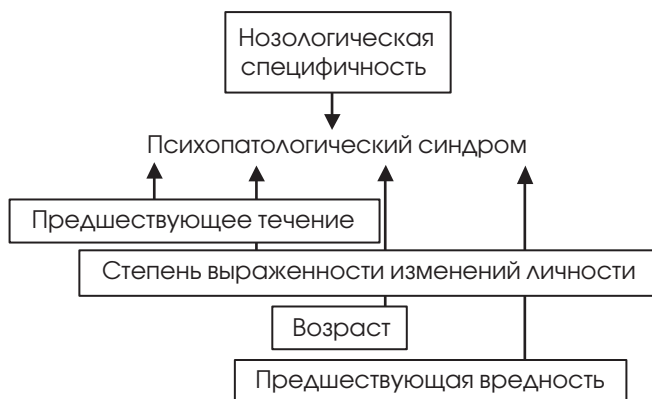 Нозологическая
специфичность
Психопатологический синдром
Предшествующее течение
Степень выраженности изменений личности
Возраст
Предшествующая вредность